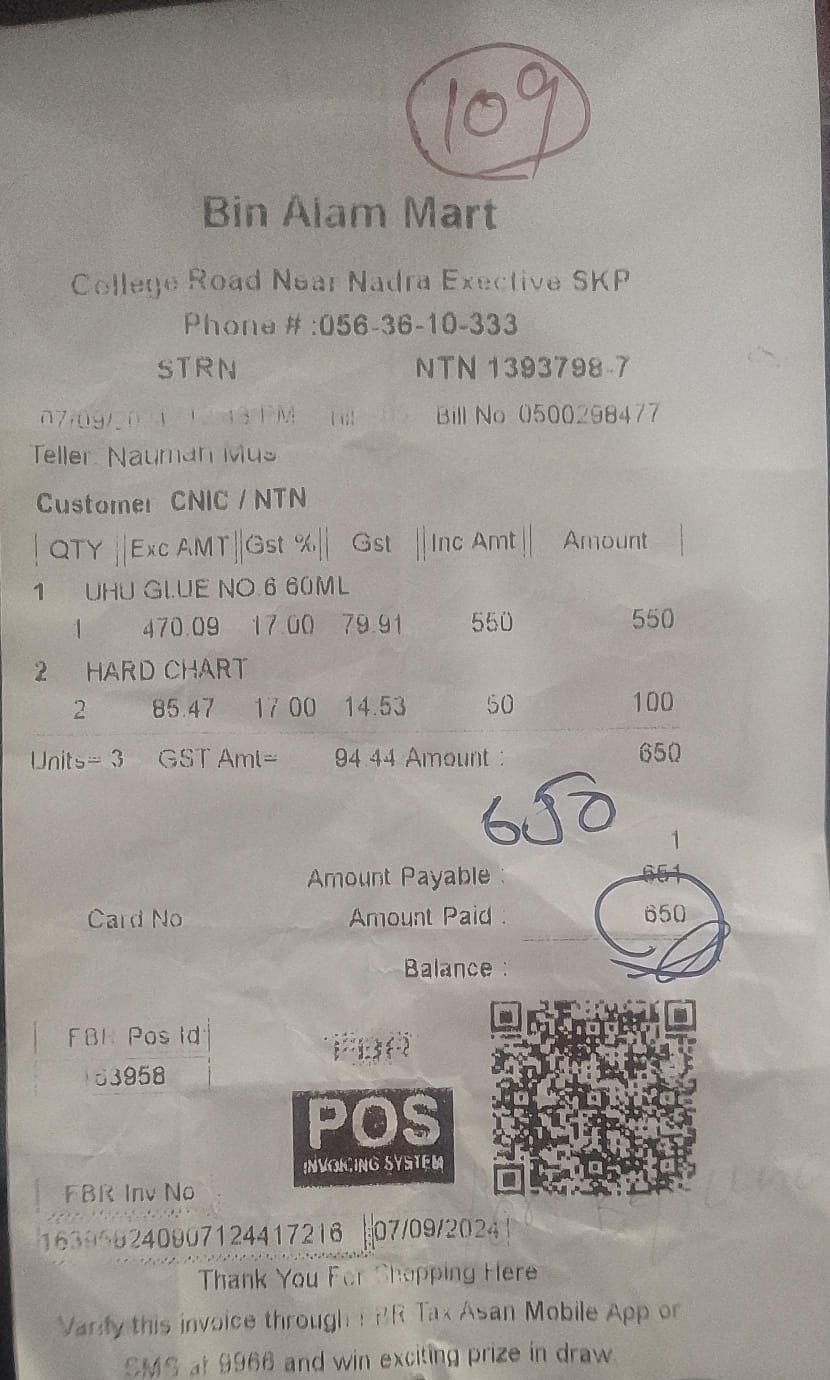 109
Bin Alam Mart
College Road Near Nadra Exective SKP
Phone # :056-36-10-333
STRN NTN 1393798-7
07/09/ PM Bill No 0500298477
Teller Nauman Mus
Customer CNIC / NTN
QTY Exc AMT Gst % Gst Inc Amt Amount
1 UHU GLUE NO.6 60ML
1 470.09 17.00 79.91 550 550
2 HARD CHART
2 85.47 17.00 14.53 50 100
Units= 3 GST Amt= 94.44 Amount : 650
650
1
Amount Payable : 651
Card No Amount Paid : 650
Balance :
FBR Pos Id
163958
FBR
POS
INVOICING SYSTEM
FBR Inv No
163958240907124417216 07/09/2024
Thank You For Shopping Here
Varify this invoice through FBR Tax Asan Mobile App or
SMS at 9966 and win exciting prize in draw.